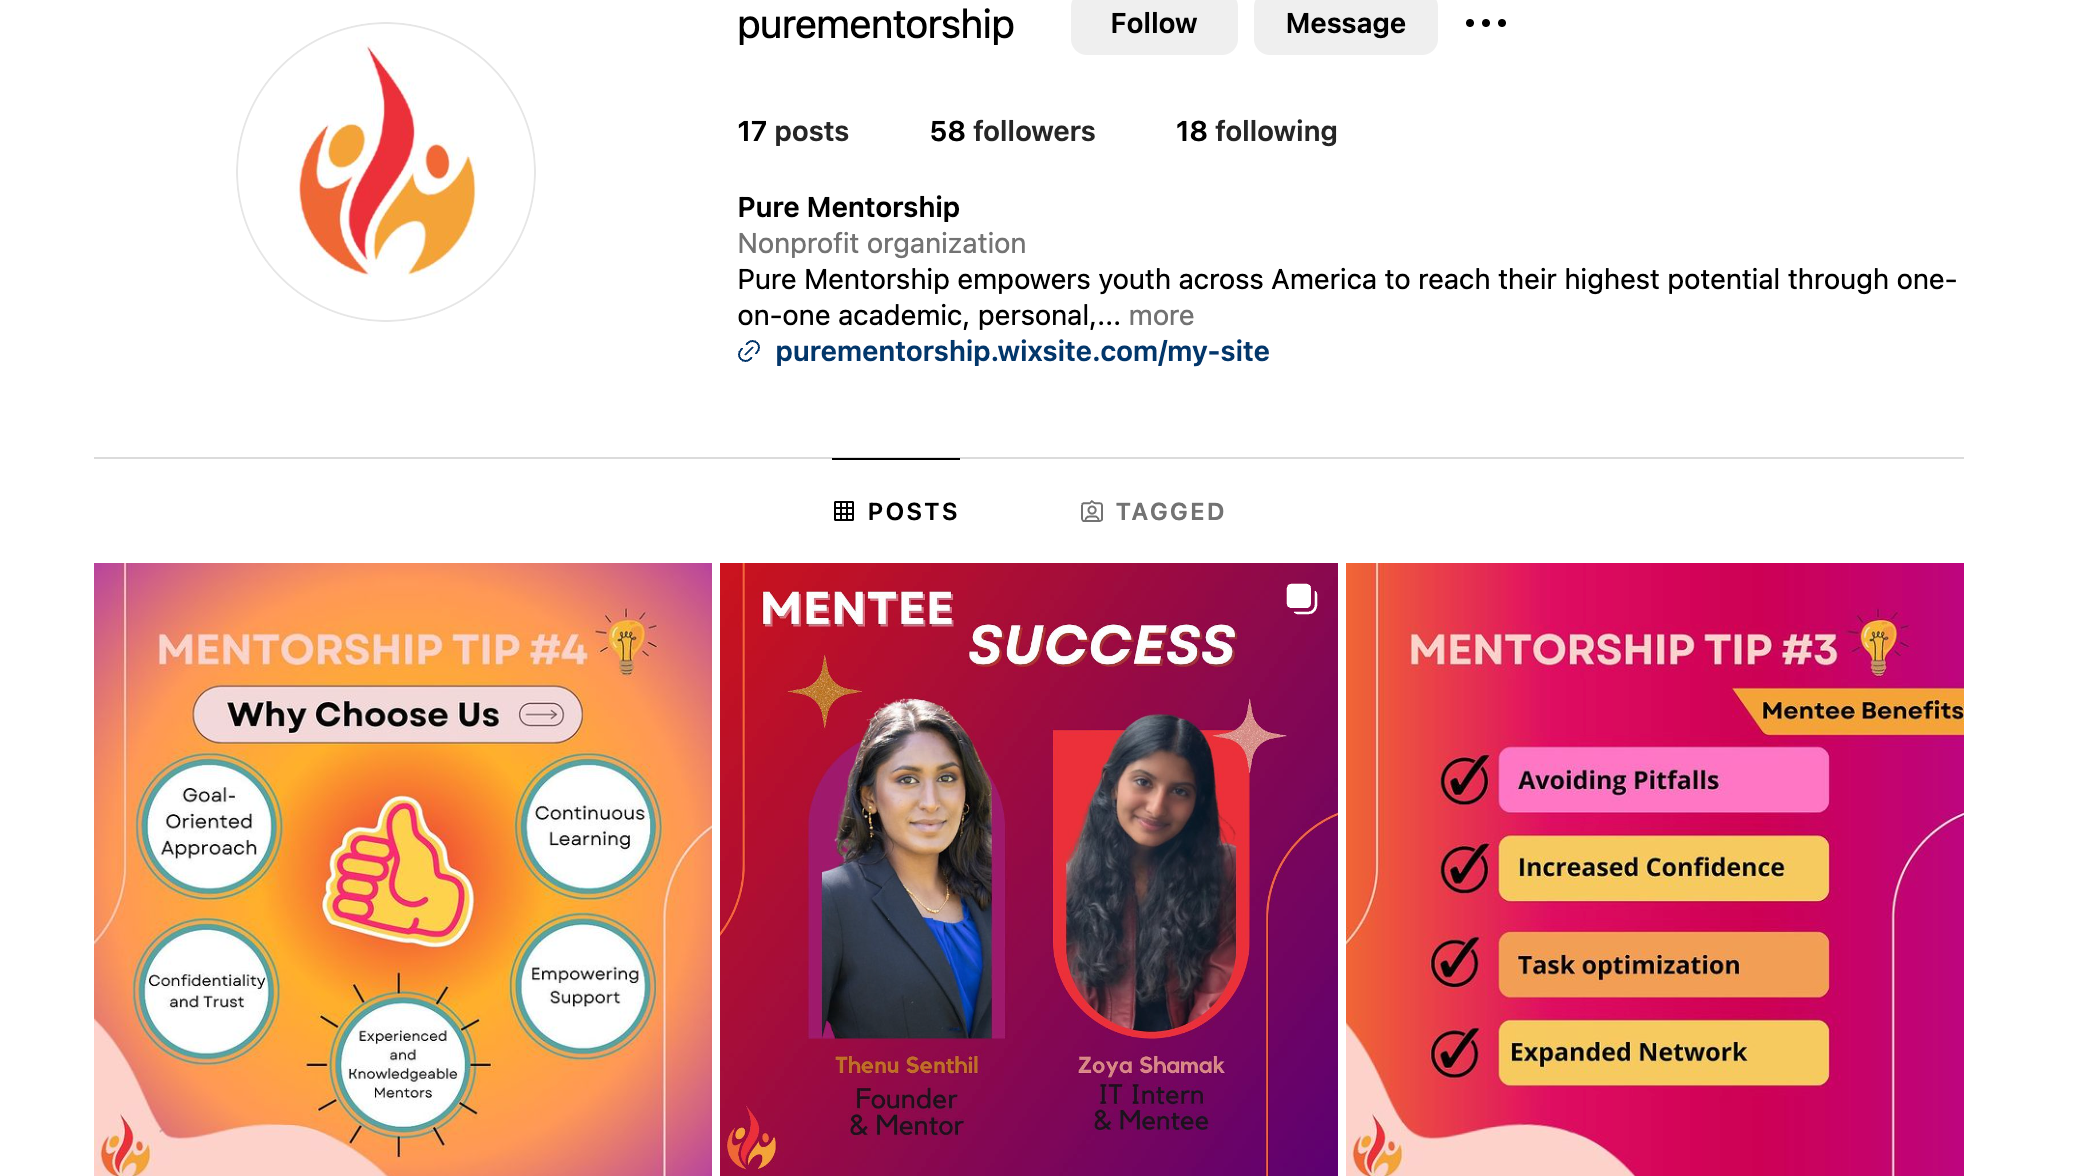 purementorship
Follow
Message
17 posts
58 followers
18 following
Pure Mentorship
Nonprofit organization
Pure Mentorship empowers youth across America to reach their highest potential through one-
on-one academic, personal,... more
purementorship.wixsite.com/my-site
POSTS
TAGGED
MENTORSHIP TIP #4
Why Choose Us
Goal-
Oriented
Approach
Continuous
Learning
Confidentiality
and Trust
Empowering
Support
Experienced
and
Knowledgeable
Mentors
MENTEE
SUCCESS
Thenu Senthil
Founder
& Mentor
Zoya Shamak
IT Intern
& Mentee
MENTORSHIP TIP #3
Mentee Benefits
Avoiding Pitfalls
Increased Confidence
Task optimization
Expanded Network